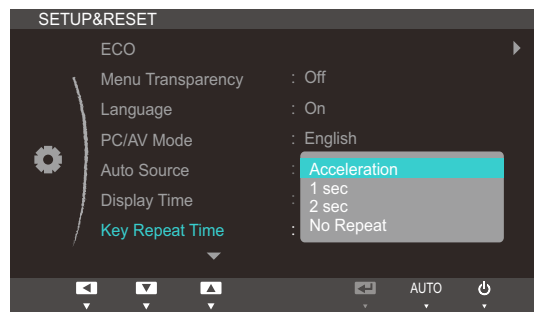 SETUP&RESET
ECO
Menu Transparency : Off
Language : On
PC/AV Mode : English
Auto Source :
Acceleration
Display Time :
1 sec
2 sec
Key Repeat Time :
No Repeat
AUTO